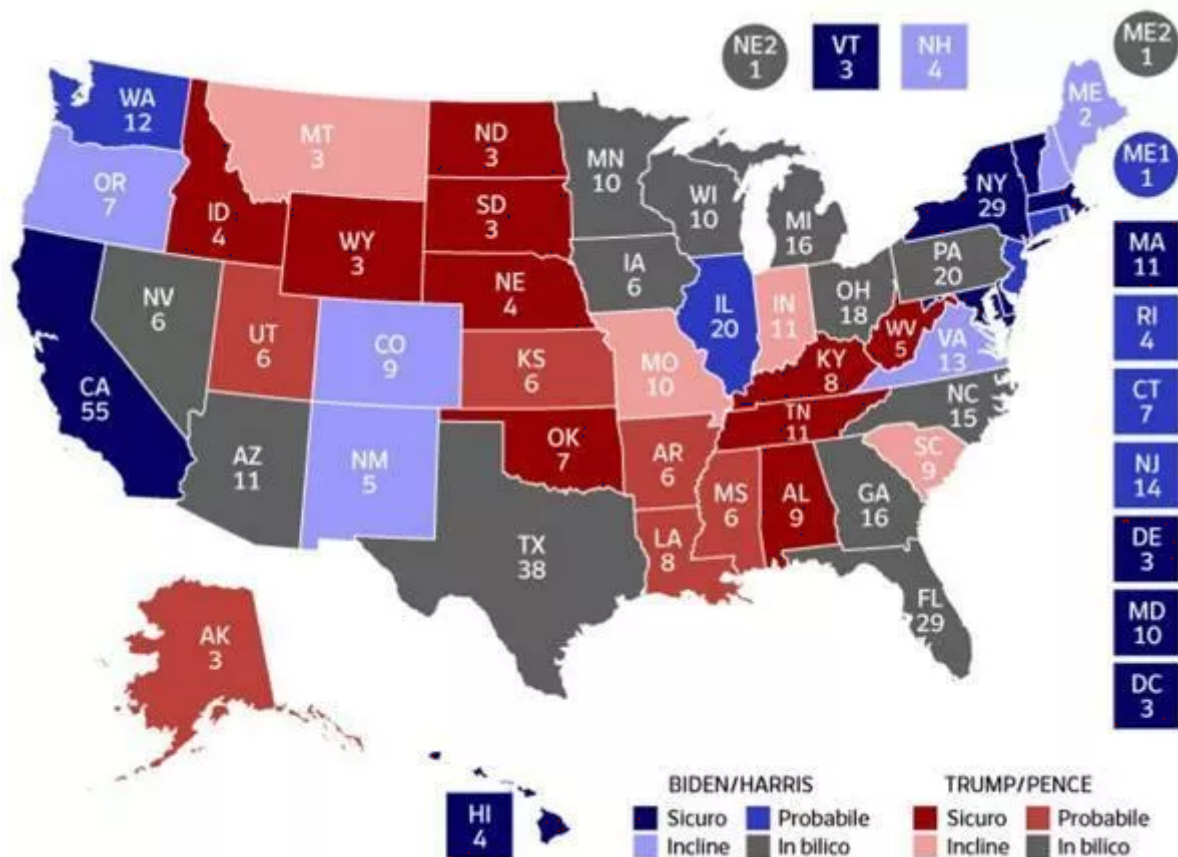 NE2
1
VT
3
NH
4
ME2
1
WA
12
MT
3
ND
3
MN
10
ME
2
OR
7
ID
4
SD
3
WI
10
MI
16
NY
29
ME1
1
WY
3
NE
4
IA
6
PA
20
MA
11
NV
6
UT
6
CO
9
KS
6
MO
10
IL
20
IN
11
OH
18
WV
5
VA
13
RI
4
CA
55
KY
8
NC
15
CT
7
AZ
11
NM
5
OK
7
AR
6
TN
11
SC
9
NJ
14
TX
38
LA
8
MS
6
AL
9
GA
16
DE
3
FL
29
MD
10
AK
3
DC
3
HI
4
BIDEN/HARRIS
Sicuro Probabile
Incline In bilico
TRUMP/PENCE
Sicuro Probabile
Incline In bilico